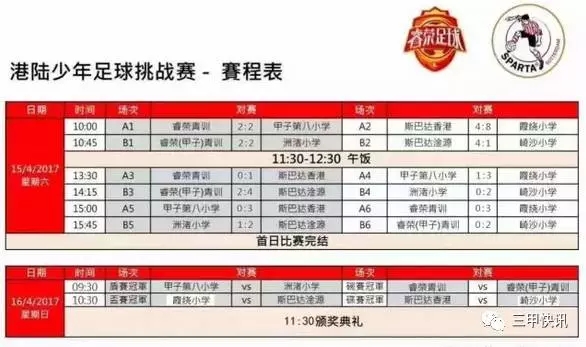 睿荣足球
SPARTA
ROTTERDAM
港陆少年足球挑战赛 - 賽程表
日期 时间 场次 对赛 场次 对赛
15/4/2017 星期六
10:00 A1 睿荣青训 2:2 甲子第八小学 A2 斯巴达香港 4:8 霞绕小学
10:45 B1 睿荣(甲子)青训 2:2 洲渚小学 B2 斯巴达淦源 4:1 崎沙小学
11:30-12:30 午饭
13:30 A3 睿荣青训 0:1 斯巴达香港 A4 甲子第八小学 1:3 霞绕小学
14:15 B3 睿荣(甲子)青训 2:4 斯巴达淦源 B4 洲渚小学 0:2 崎沙小学
15:00 A5 甲子第八小学 0:3 斯巴达香港 A6 睿荣青训 0:3 霞绕小学
15:45 B5 洲渚小学 1:2 斯巴达淦源 B6 睿荣(甲子)青训 0:2 崎沙小学
首日比赛完结
日期 时间 场次 对赛 场次 对赛
16/4/2017 星期日
09:30 盾賽冠軍 甲子第八小学 vs 洲渚小学 碗賽冠軍 睿荣青训 vs 睿荣(甲子)青训
10:30 盃賽冠軍 霞绕小学 vs 斯巴达淦源 碟賽冠軍 斯巴达香港 vs 崎沙小学
11:30颁奖典礼
三甲快讯